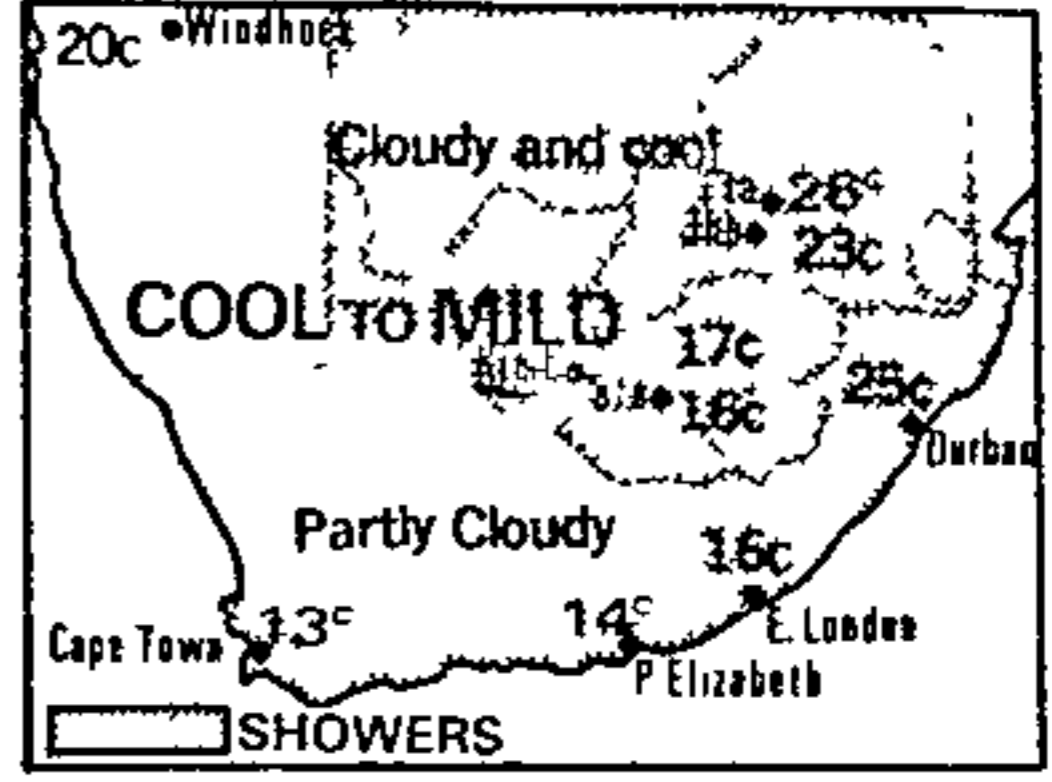 20c
Windhoek
Cloudy and cool
26c
23c
COOL TO MILD
17c
16c
25c
Durban
Partly Cloudy
16c
13c
14c
Cape Town
E. London
P Elizabeth
SHOWERS